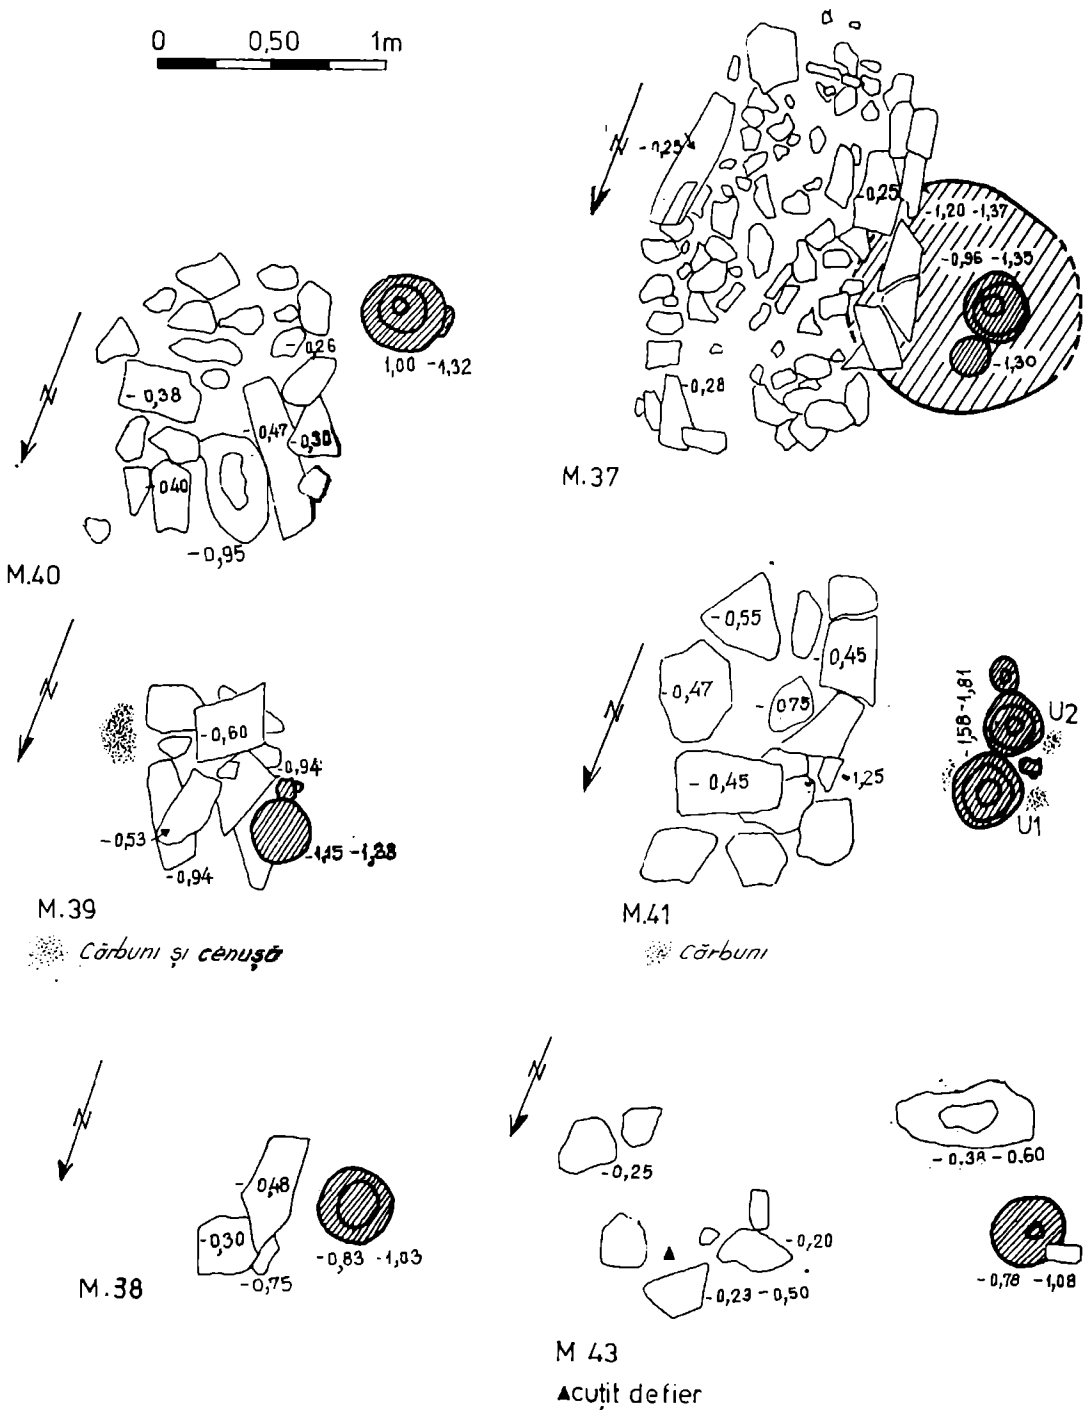 0 0,50 1m
N
-0,25
-0,25
-1,20 -1,37
-0,96 -1,35
-1,30
-0,28
M.37
N
-0,26
1,00 -1,32
-0,38
-0,47
-0,30
-0,40
-0,95
M.40
N
-0,60
-0,94
-0,53
-1,15 -1,38
-0,94
M.39
Cărbuni și cenușă
N
-0,55
-0,45
-0,47
-0,75
-1,58 -1,81
U2
-0,45
-1,25
U1
M.41
Cărbuni
N
-0,48
-0,30
-0,83 -1,03
-0,75
M.38
N
-0,25
-0,38 -0,60
-0,20
-0,23 -0,50
-0,78 -1,08
M 43
▲cuțit de fier